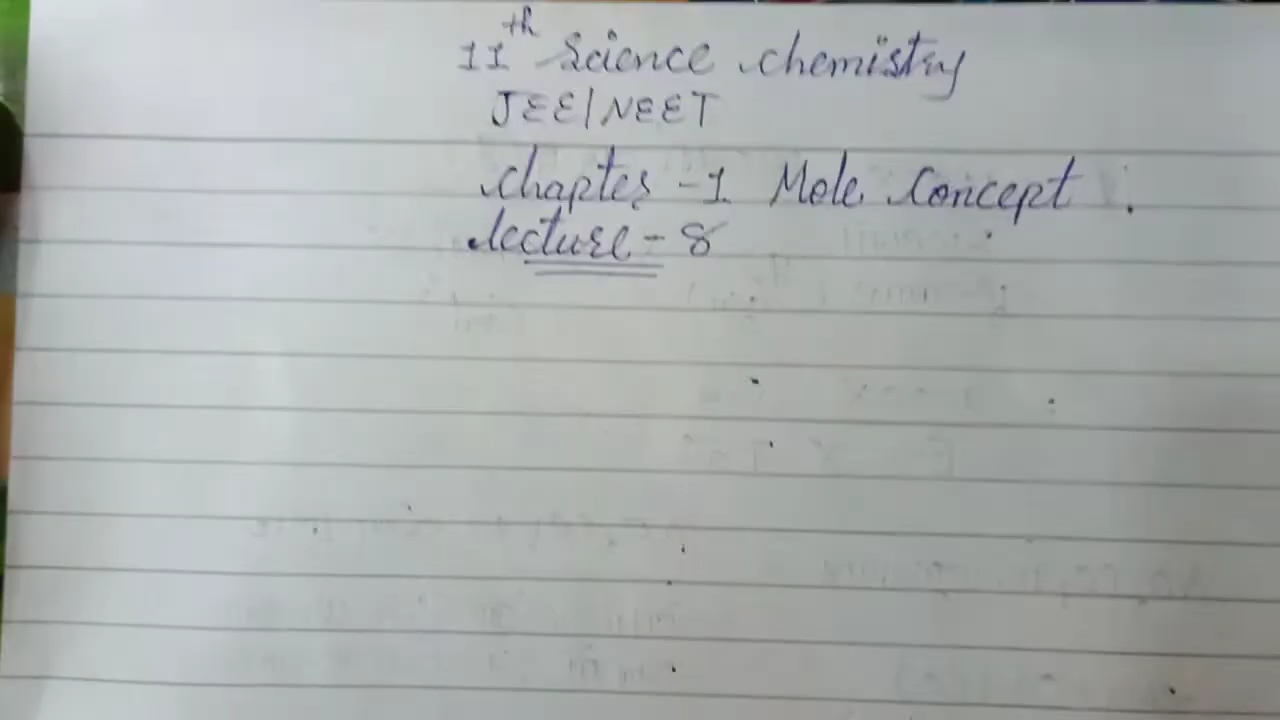 11th Science chemistry
JEE/NEET
Chapter - 1 Mole Concept .
lecture - 8